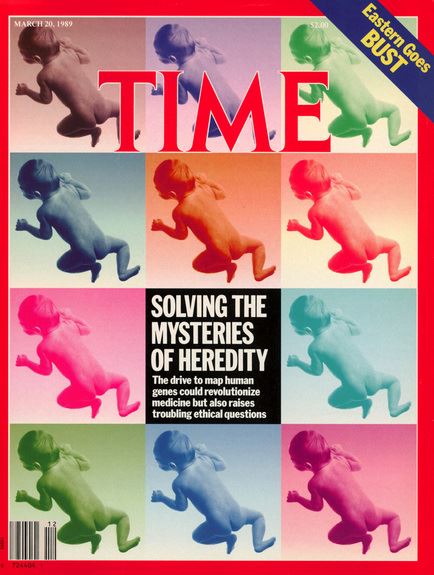 MARCH 20, 1989
$2.00
Eastern Goes
BUST
TIME
SOLVING THE
MYSTERIES
OF HEREDITY
The drive to map human
genes could revolutionize
medicine but also raises
troubling ethical questions
12
724404